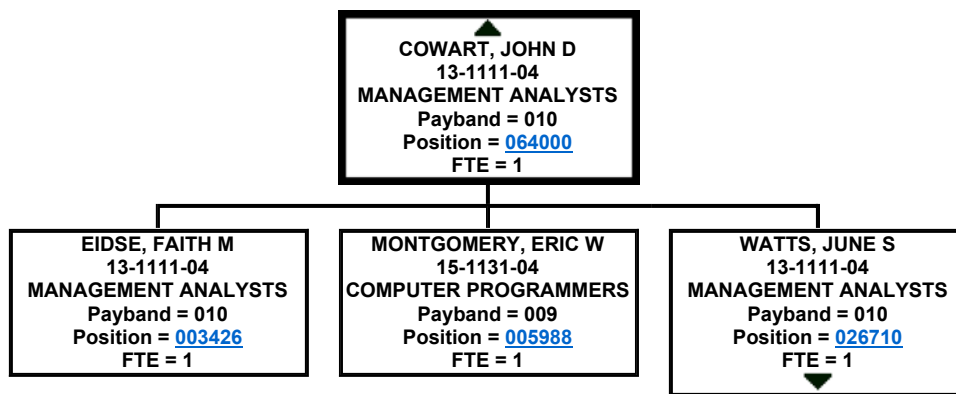 COWART, JOHN D
13-1111-04
MANAGEMENT ANALYSTS
Payband = 010
Position = 064000
FTE = 1
EIDSE, FAITH M
13-1111-04
MANAGEMENT ANALYSTS
Payband = 010
Position = 003426
FTE = 1
MONTGOMERY, ERIC W
15-1131-04
COMPUTER PROGRAMMERS
Payband = 009
Position = 005988
FTE = 1
WATTS, JUNE S
13-1111-04
MANAGEMENT ANALYSTS
Payband = 010
Position = 026710
FTE = 1